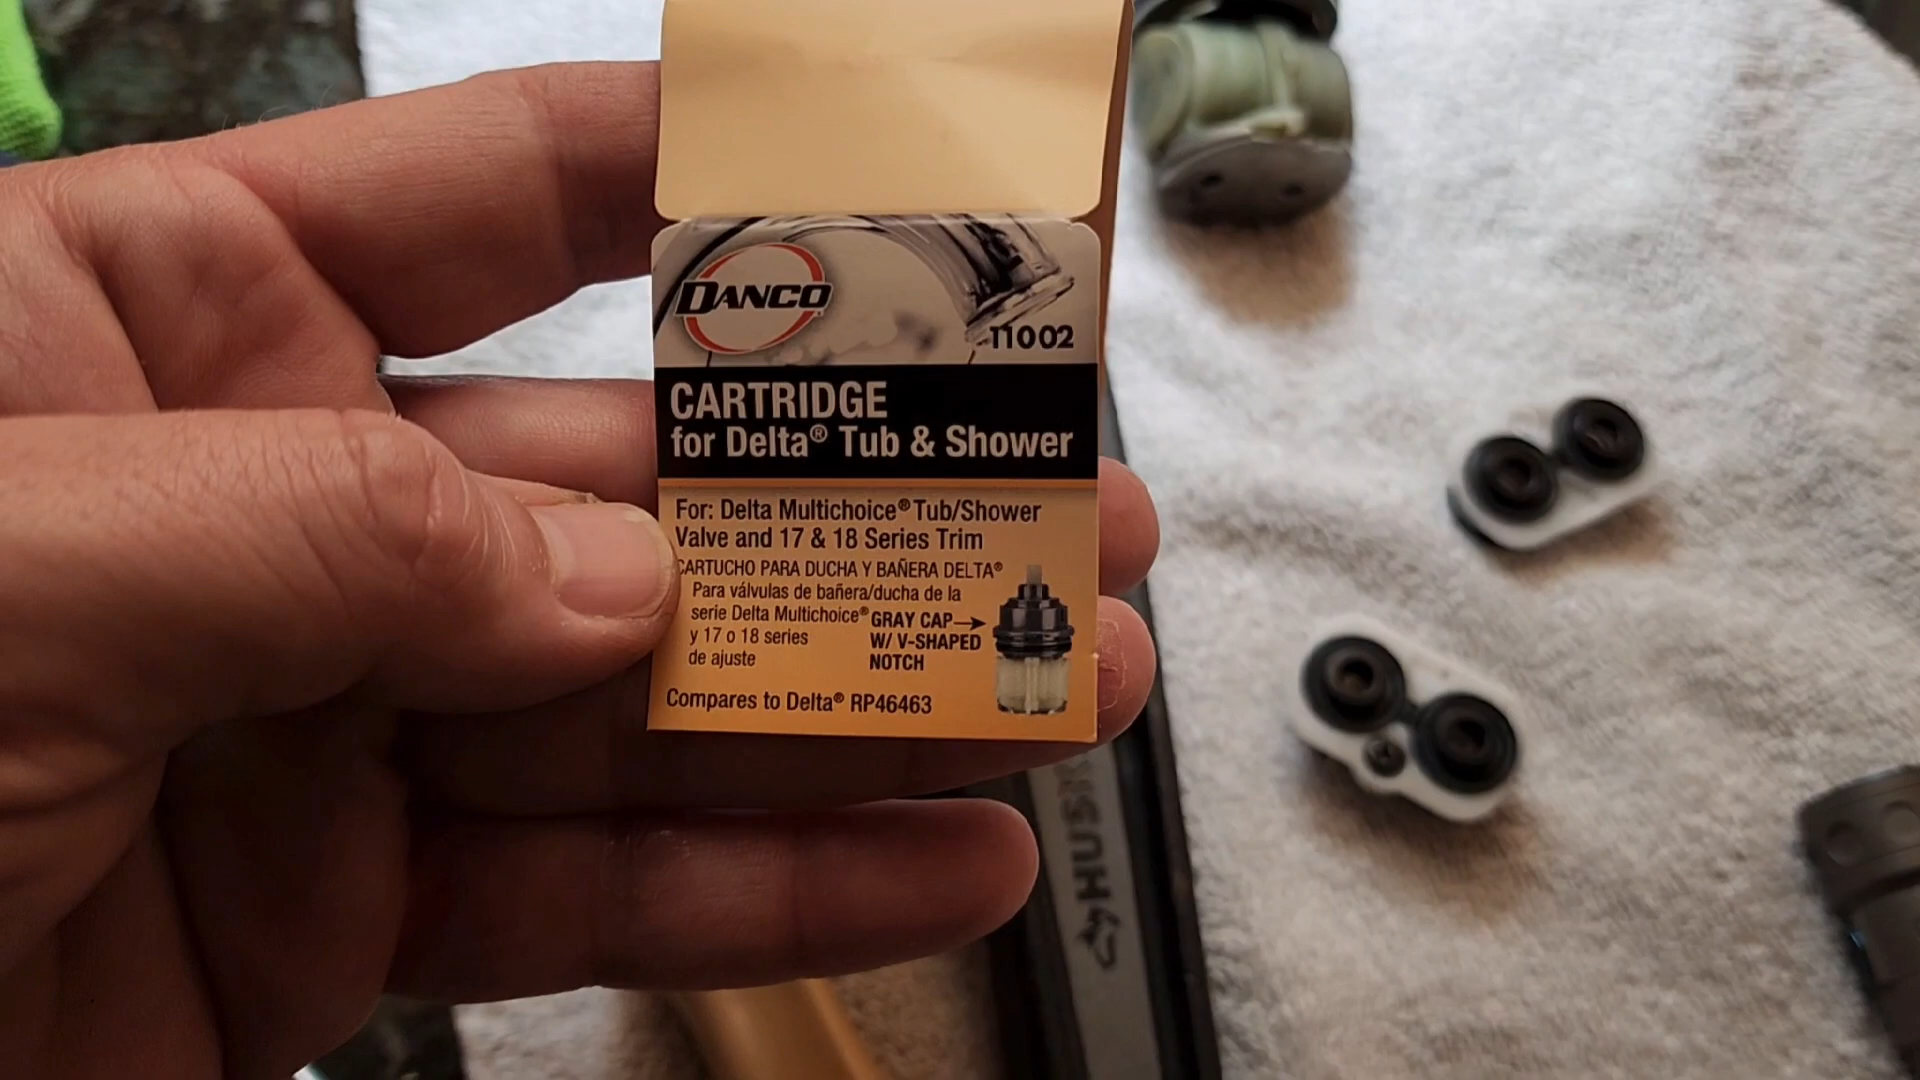 DANCO
11002
CARTRIDGE
for Delta® Tub & Shower
For: Delta Multichoice® Tub/Shower
Valve and 17 & 18 Series Trim
CARTUCHO PARA DUCHA Y BAÑERA DELTA®
Para válvulas de bañera/ducha de la
serie Delta Multichoice®
y 17 o 18 series
de ajuste
GRAY CAP
W/ V-SHAPED
NOTCH
Compares to Delta® RP46463